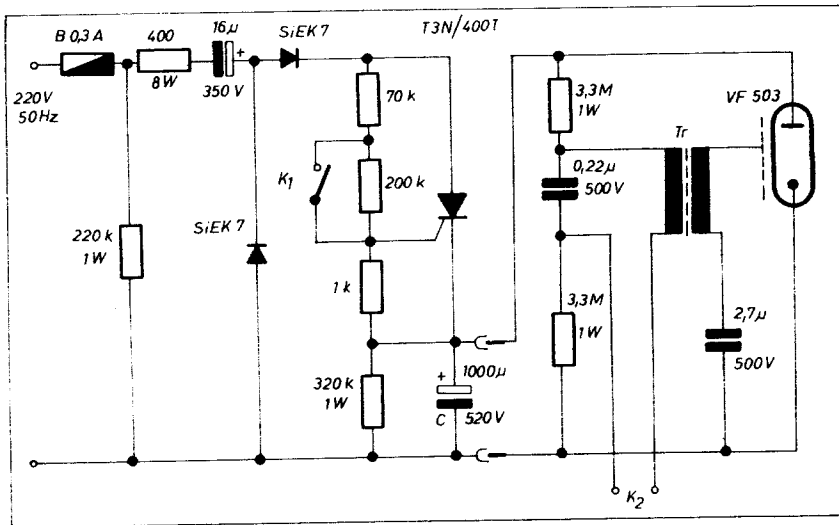 SiEK 7
T3N/400T
B 0,3 A
400
16μ
+
8W
350 V
220V
50Hz
70 k
3,3M
1W
VF 503
Tr
K1
200 k
0,22μ
500V
220 k
1W
SiEK 7
1 k
3,3M
1W
2,7μ
500V
320 k
1W
+
1000μ
C
520V
K2